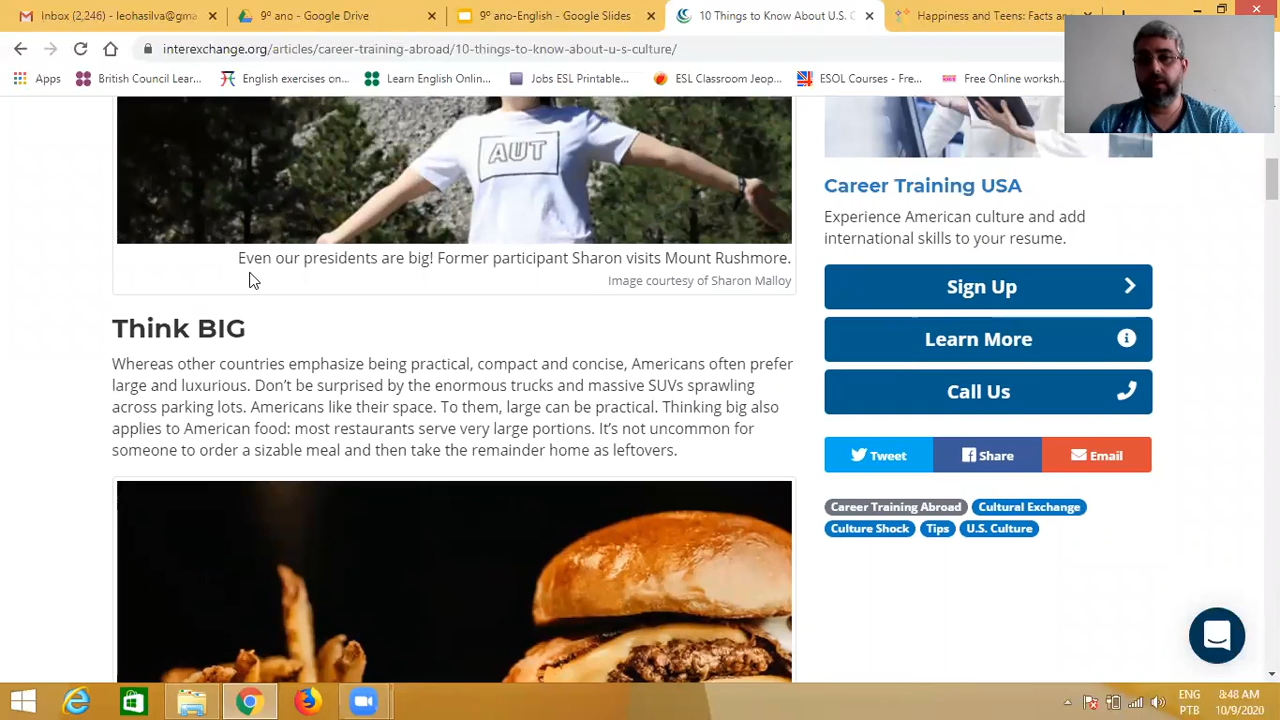 Inbox (2,246) - leohasilva@gma
9º ano - Google Drive
9º ano-English - Google Slides
10 Things to Know About U.S. C
Happiness and Teens: Facts an
interexchange.org/articles/career-training-abroad/10-things-to-know-about-u-s-culture/
Apps
British Council Lear...
English exercises on...
Learn English Onlin...
Jobs ESL Printable...
ESL Classroom Jeop...
ESOL Courses - Fre...
Free Online worksh...
AUT
Even our presidents are big! Former participant Sharon visits Mount Rushmore.
Image courtesy of Sharon Malloy
Think BIG
Whereas other countries emphasize being practical, compact and concise, Americans often prefer
large and luxurious. Don’t be surprised by the enormous trucks and massive SUVs sprawling
across parking lots. Americans like their space. To them, large can be practical. Thinking big also
applies to American food: most restaurants serve very large portions. It’s not uncommon for
someone to order a sizable meal and then take the remainder home as leftovers.
Career Training USA
Experience American culture and add
international skills to your resume.
Sign Up
Learn More
Call Us
Tweet
Share
Email
Career Training Abroad
Cultural Exchange
Culture Shock
Tips
U.S. Culture
ENG
PTB
8:48 AM
10/9/2020